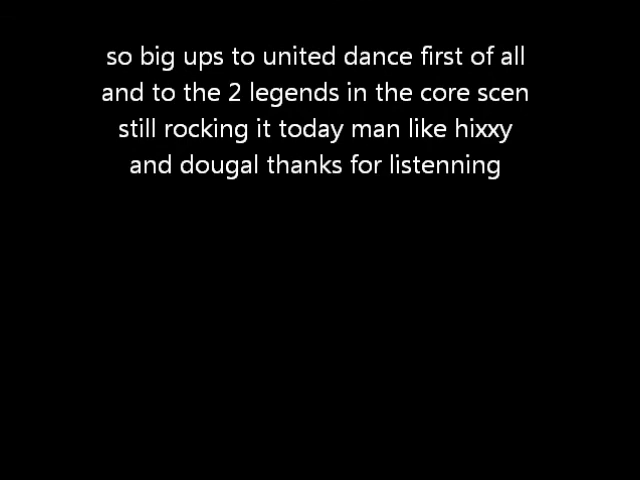 so big ups to united dance first of all
and to the 2 legends in the core scen
still rocking it today man like hixxy
and dougal thanks for listenning